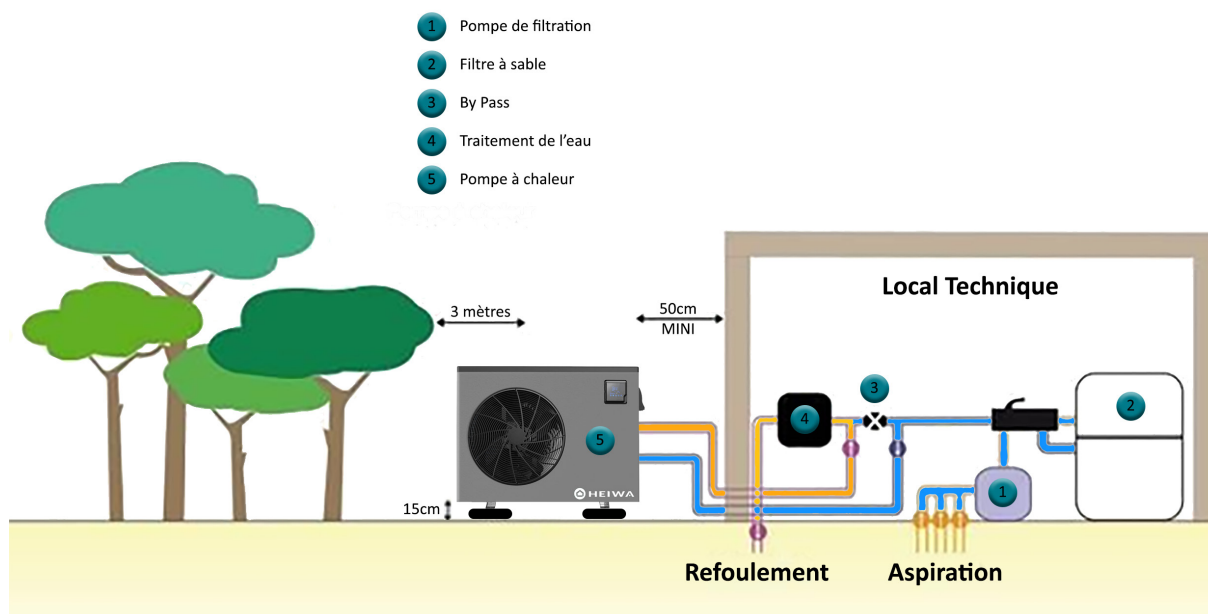 1 Pompe de filtration
2 Filtre à sable
3 By Pass
4 Traitement de l'eau
5 Pompe à chaleur
Local Technique
3 mètres
50cm
MINI
3
2
4
5
1
HEIWA
15cm
Refoulement
Aspiration